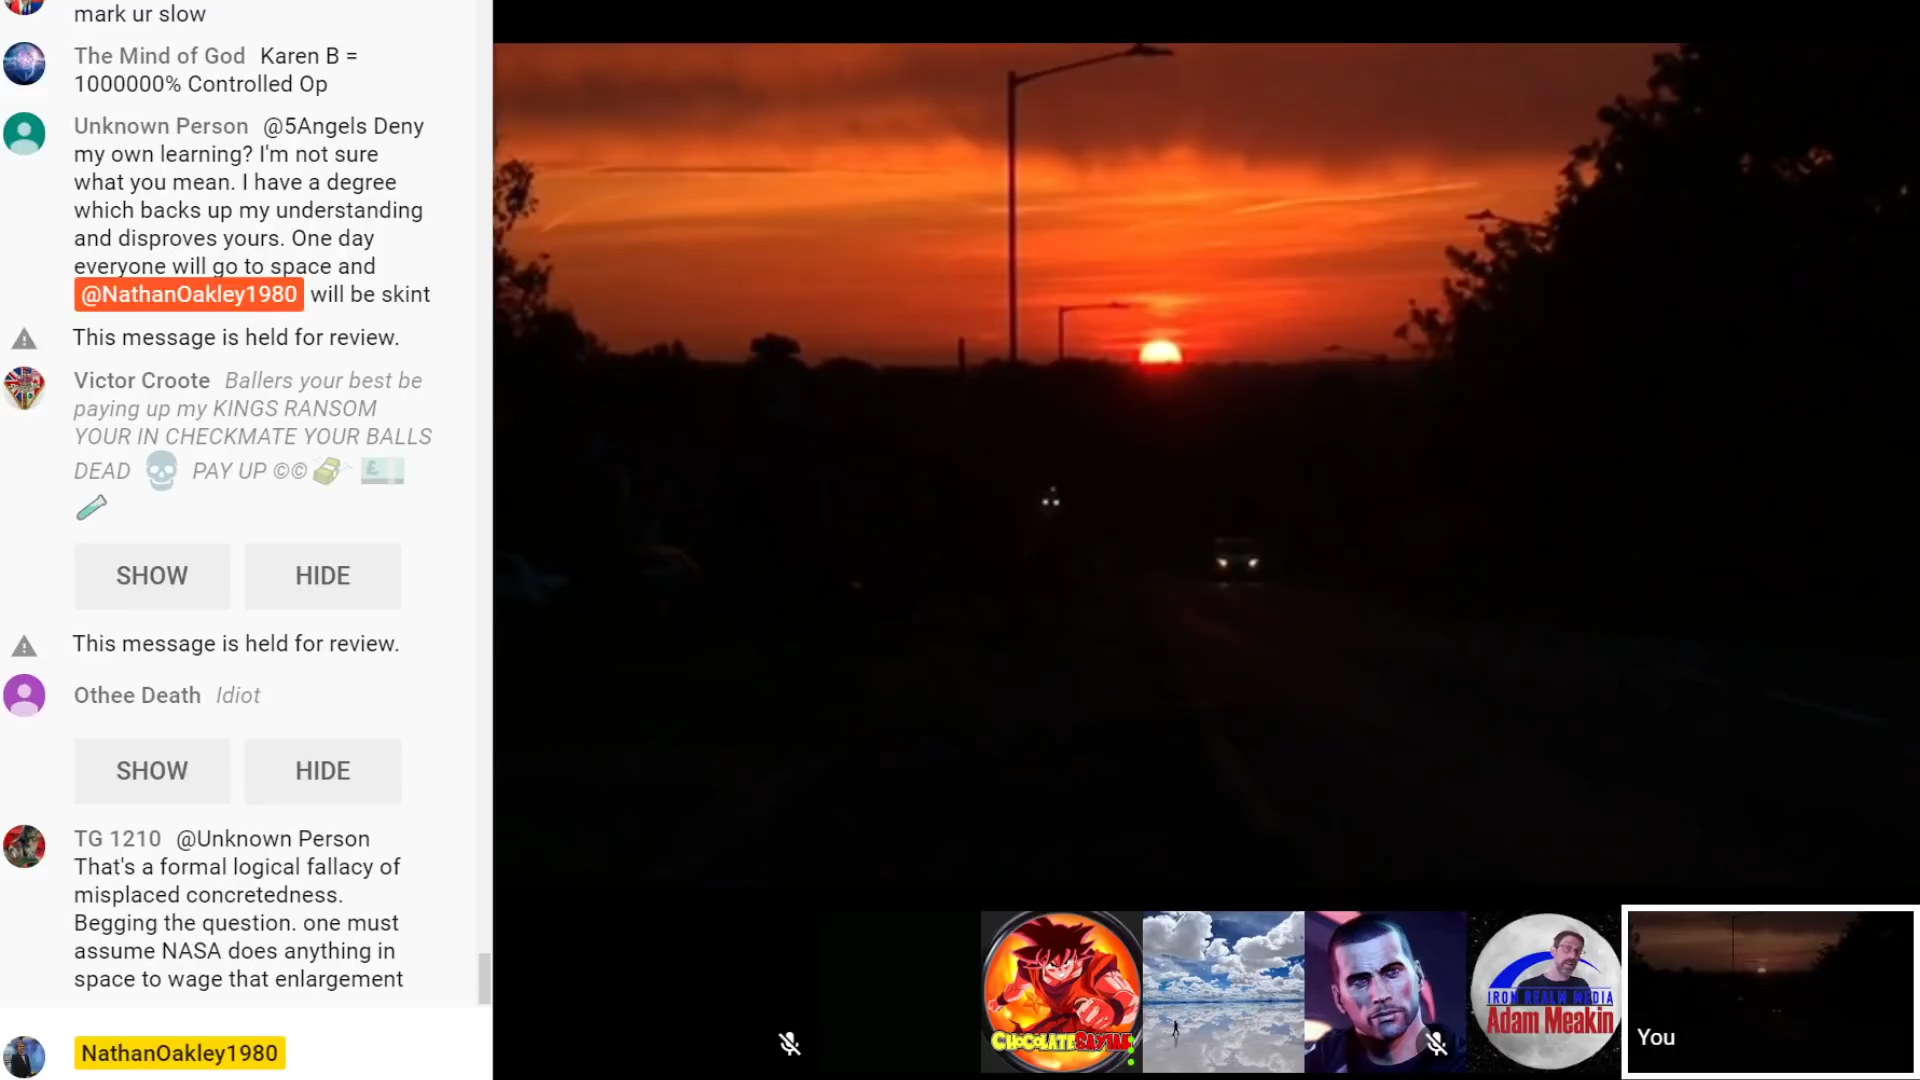 mark ur slow
The Mind of God Karen B =
1000000% Controlled Op
Unknown Person @5Angels Deny
my own learning? I'm not sure
what you mean. I have a degree
which backs up my understanding
and disproves yours. One day
everyone will go to space and
@NathanOakley1980 will be skint
This message is held for review.
Victor Croote Ballers your best be
paying up my KINGS RANSOM
YOUR IN CHECKMATE YOUR BALLS
DEAD 💀 PAY UP ©©💸 💷
🧪
SHOW HIDE
This message is held for review.
Othee Death Idiot
SHOW HIDE
TG 1210 @Unknown Person
That's a formal logical fallacy of
misplaced concretedness.
Begging the question. one must
assume NASA does anything in
space to wage that enlargement
NathanOakley1980
CHOCOLATESAYIAN
IRON REALM MEDIA
Adam Meakin
You